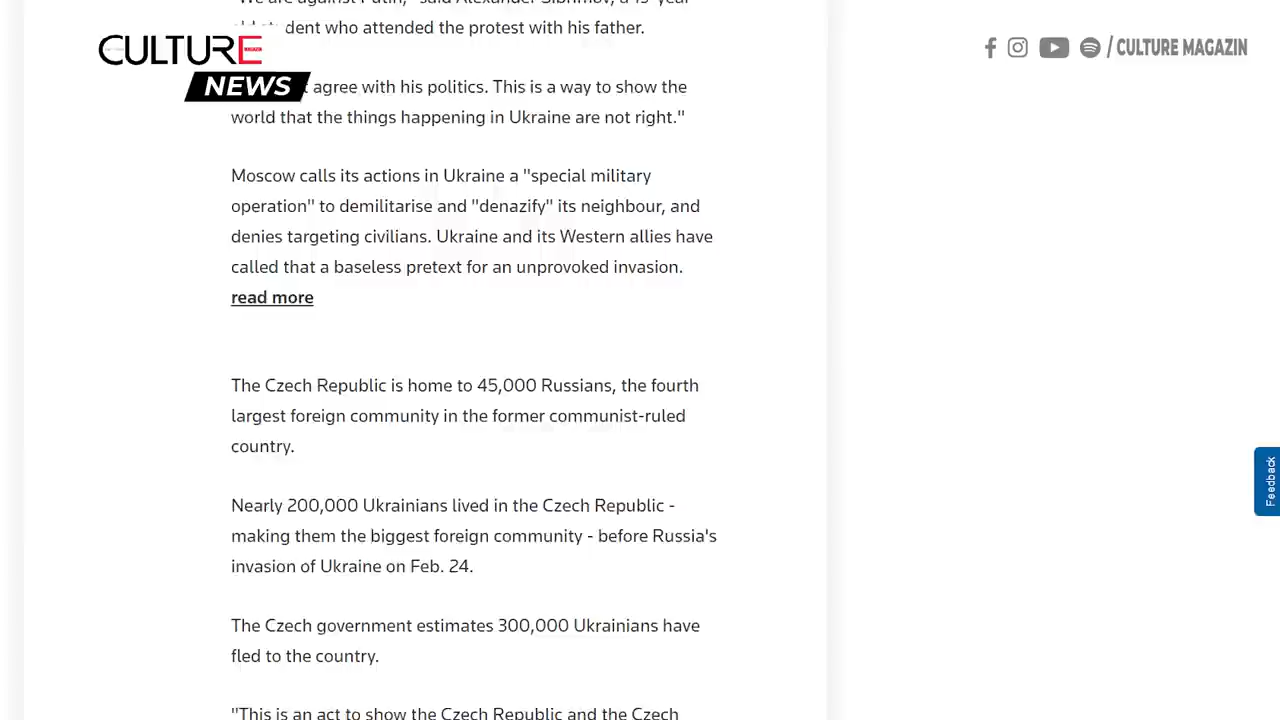 "We are against Putin," said Alexander Sibrimov, a 15-year
dent who attended the protest with his father.
CULTURE
NEWS
/ CULTURE MAGAZIN
agree with his politics. This is a way to show the
world that the things happening in Ukraine are not right."
Moscow calls its actions in Ukraine a "special military
operation" to demilitarise and "denazify" its neighbour, and
denies targeting civilians. Ukraine and its Western allies have
called that a baseless pretext for an unprovoked invasion.
read more
The Czech Republic is home to 45,000 Russians, the fourth
largest foreign community in the former communist-ruled
country.
Nearly 200,000 Ukrainians lived in the Czech Republic -
making them the biggest foreign community - before Russia's
invasion of Ukraine on Feb. 24.
Feedback
The Czech government estimates 300,000 Ukrainians have
fled to the country.
"This is an act to show the Czech Republic and the Czech